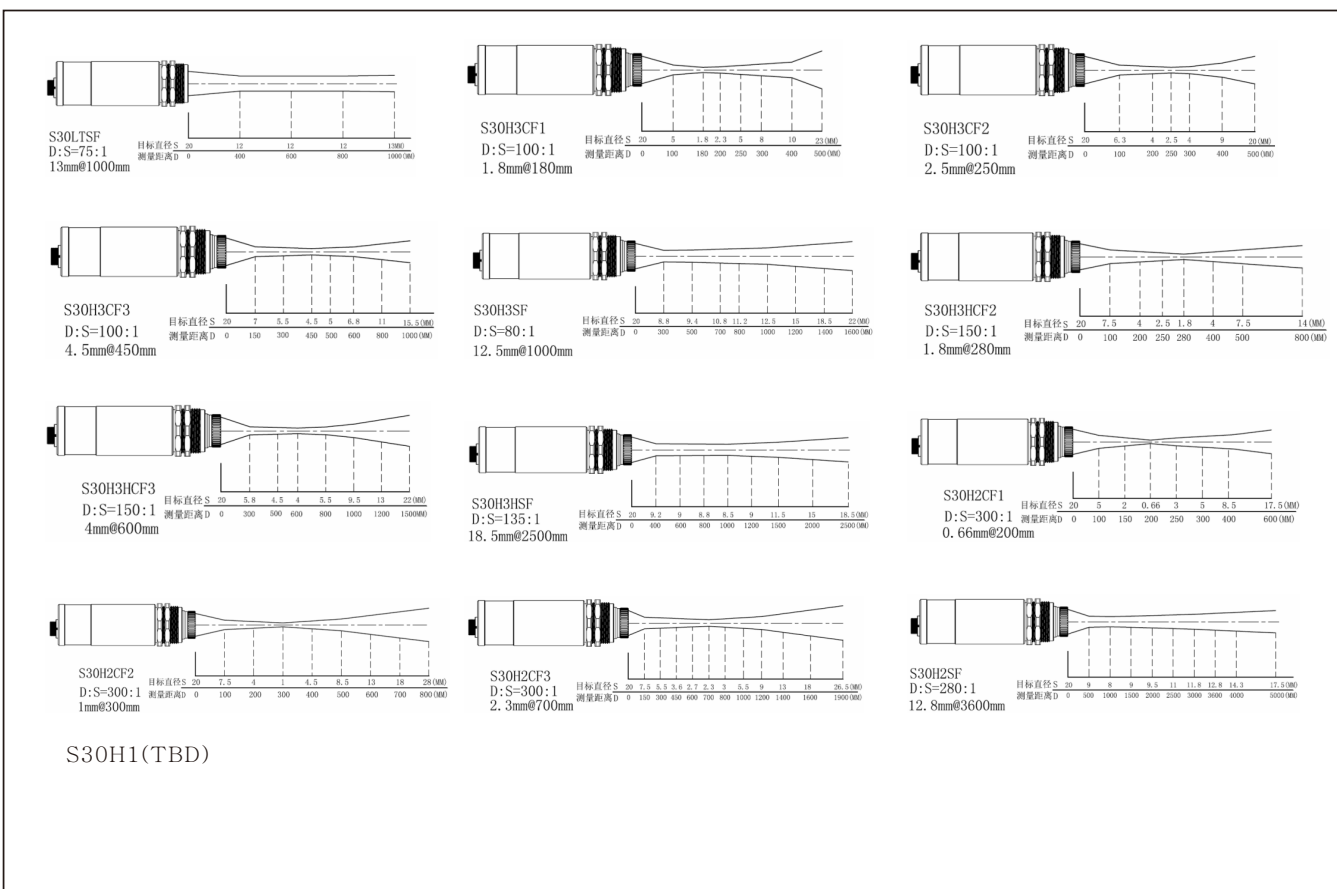 S30LTSF
D:S=75:1
13mm@1000mm
目标直径 S 20 12 12 12 13(MM)
测量距离 D 0 400 600 800 1000(MM)
S30H3CF1
D:S=100:1
1.8mm@180mm
目标直径 S 20 5 1.8 2.3 5 8 10 23(MM)
测量距离 D 0 100 180 200 250 300 400 500(MM)
S30H3CF2
D:S=100:1
2.5mm@250mm
目标直径 S 20 6.3 4 2.5 4 9 20(MM)
测量距离 D 0 100 200 250 300 400 500(MM)
S30H3CF3
D:S=100:1
4.5mm@450mm
目标直径 S 20 7 5.5 4.5 5 6.8 11 15.5(MM)
测量距离 D 0 150 300 450 500 600 800 1000(MM)
S30H3SF
D:S=80:1
12.5mm@1000mm
目标直径 S 20 8.8 9.4 10.8 11.2 12.5 15 18.5 22(MM)
测量距离 D 0 300 500 700 800 1000 1200 1400 1600(MM)
S30H3HCF2
D:S=150:1
1.8mm@280mm
目标直径 S 20 7.5 4 2.5 1.8 4 7.5 14(MM)
测量距离 D 0 100 200 250 280 400 500 800(MM)
S30H3HCF3
D:S=150:1
4mm@600mm
目标直径 S 20 5.8 4.5 4 5.5 9.5 13 22(MM)
测量距离 D 0 300 500 600 800 1000 1200 1500(MM)
S30H3HSF
D:S=135:1
18.5mm@2500mm
目标直径 S 20 9.2 9 8.8 8.5 9 11.5 15 18.5(MM)
测量距离 D 0 400 600 800 1000 1200 1500 2000 2500(MM)
S30H2CF1
D:S=300:1
0.66mm@200mm
目标直径 S 20 5 2 0.66 3 5 8.5 17.5(MM)
测量距离 D 0 100 150 200 250 300 400 600(MM)
S30H2CF2
D:S=300:1
1mm@300mm
目标直径 S 20 7.5 4 1 4.5 8.5 13 18 28(MM)
测量距离 D 0 100 200 300 400 500 600 700 800(MM)
S30H2CF3
D:S=300:1
2.3mm@700mm
目标直径 S 20 7.5 5.5 3.6 2.7 2.3 3 5.5 9 13 18 26.5(MM)
测量距离 D 0 150 300 500 600 700 800 1000 1200 1400 1600 1900(MM)
S30H2SF
D:S=280:1
12.8mm@3600mm
目标直径 S 20 9 8 9 9.5 11 11.8 12.8 14.3 17.5(MM)
测量距离 D 0 500 1000 1500 2000 2500 3000 3600 4000 5000(MM)
S30H1(TBD)